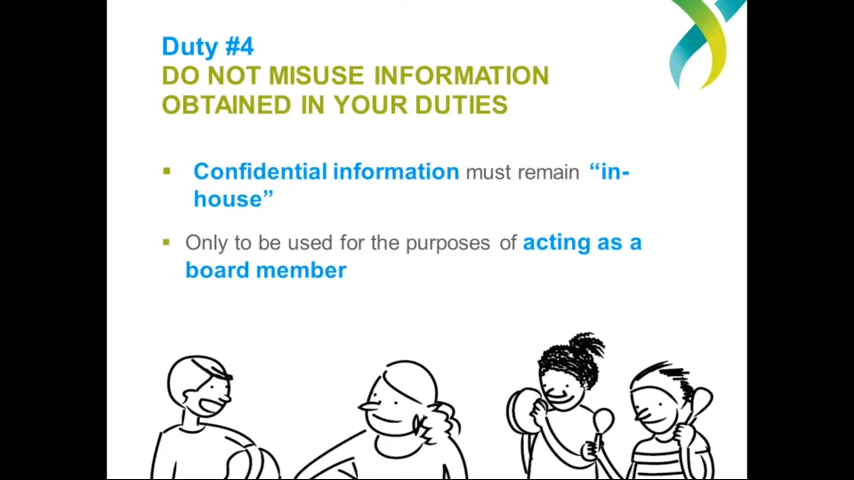 Duty #4
DO NOT MISUSE INFORMATION
OBTAINED IN YOUR DUTIES
▪ Confidential information must remain “in-
house”
▪ Only to be used for the purposes of acting as a
board member